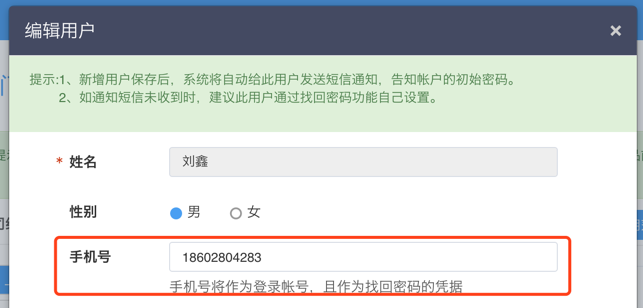 编辑用户 ×
提示:1、新增用户保存后，系统将自动给此用户发送短信通知，告知帐户的初始密码。
2、如通知短信未收到时，建议此用户通过找回密码功能自己设置。
* 姓名 刘鑫
性别 男 女
手机号 18602804283
手机号将作为登录帐号，且作为找回密码的凭据